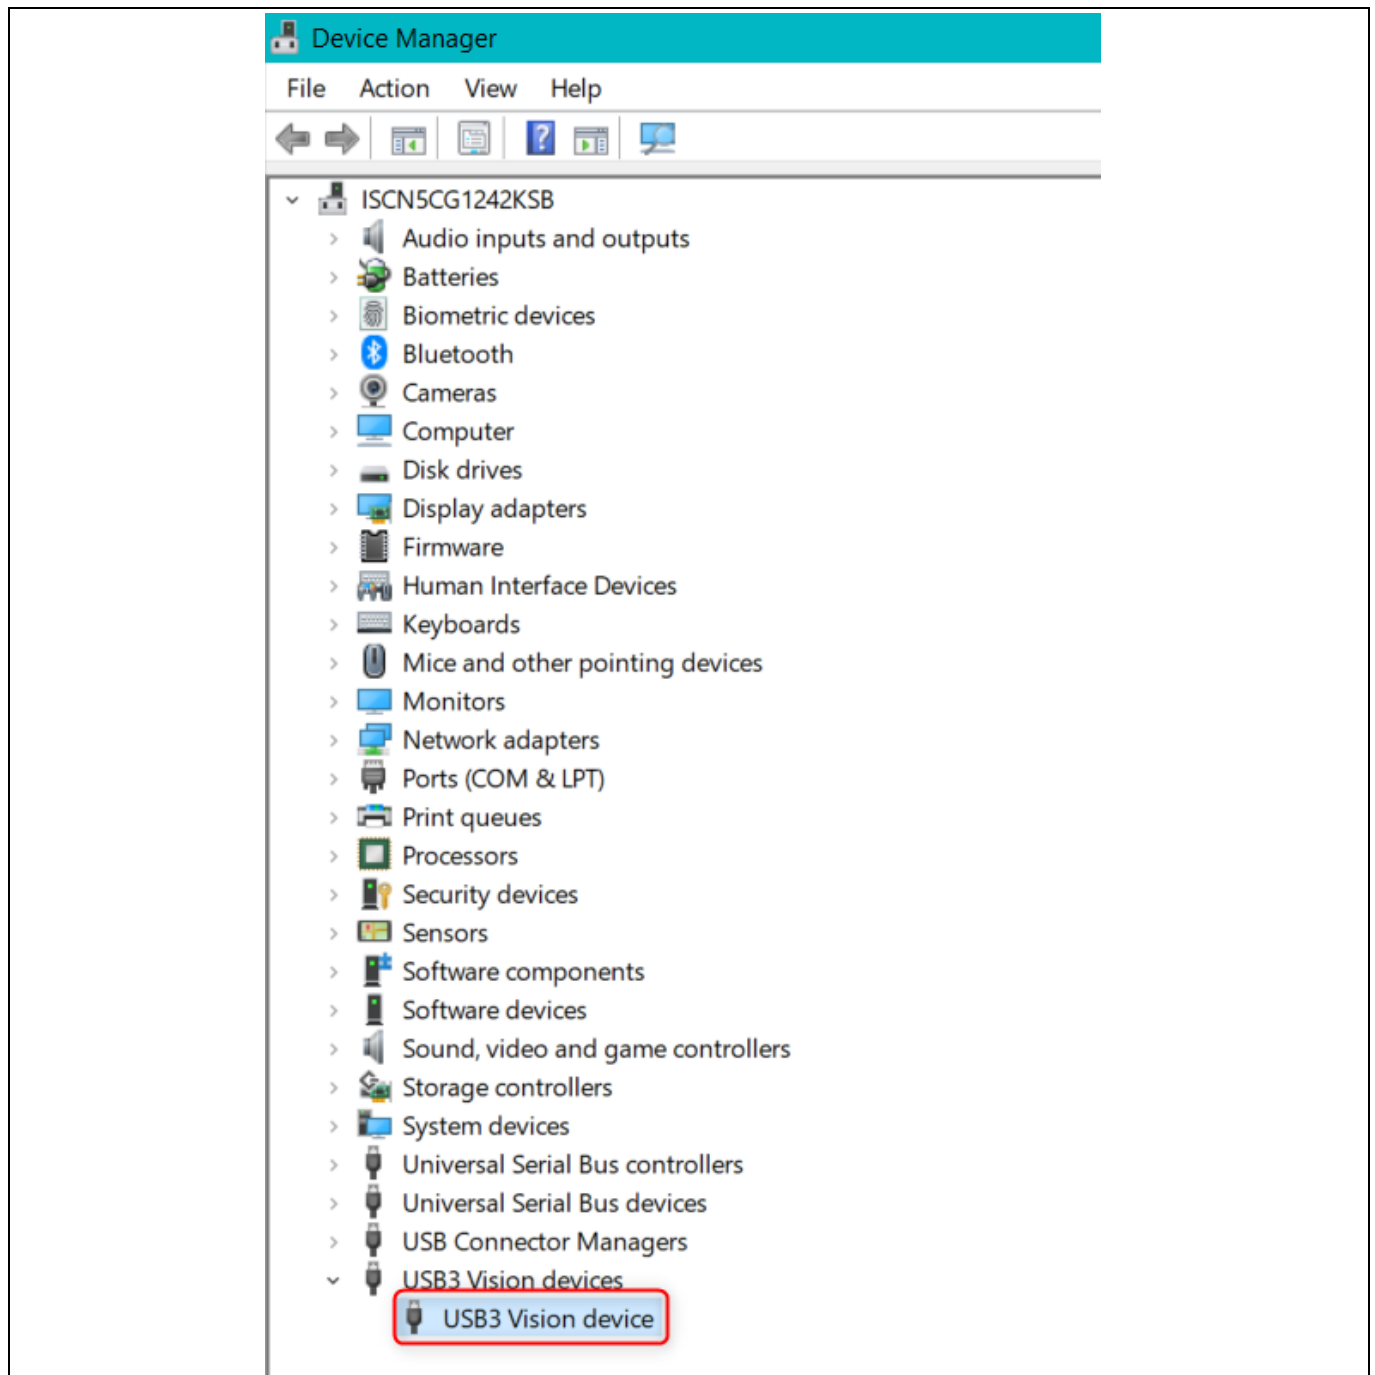 Device Manager
File Action View Help
ISCN5CG1242KSB
Audio inputs and outputs
Batteries
Biometric devices
Bluetooth
Cameras
Computer
Disk drives
Display adapters
Firmware
Human Interface Devices
Keyboards
Mice and other pointing devices
Monitors
Network adapters
Ports (COM & LPT)
Print queues
Processors
Security devices
Sensors
Software components
Software devices
Sound, video and game controllers
Storage controllers
System devices
Universal Serial Bus controllers
Universal Serial Bus devices
USB Connector Managers
USB3 Vision devices
USB3 Vision device